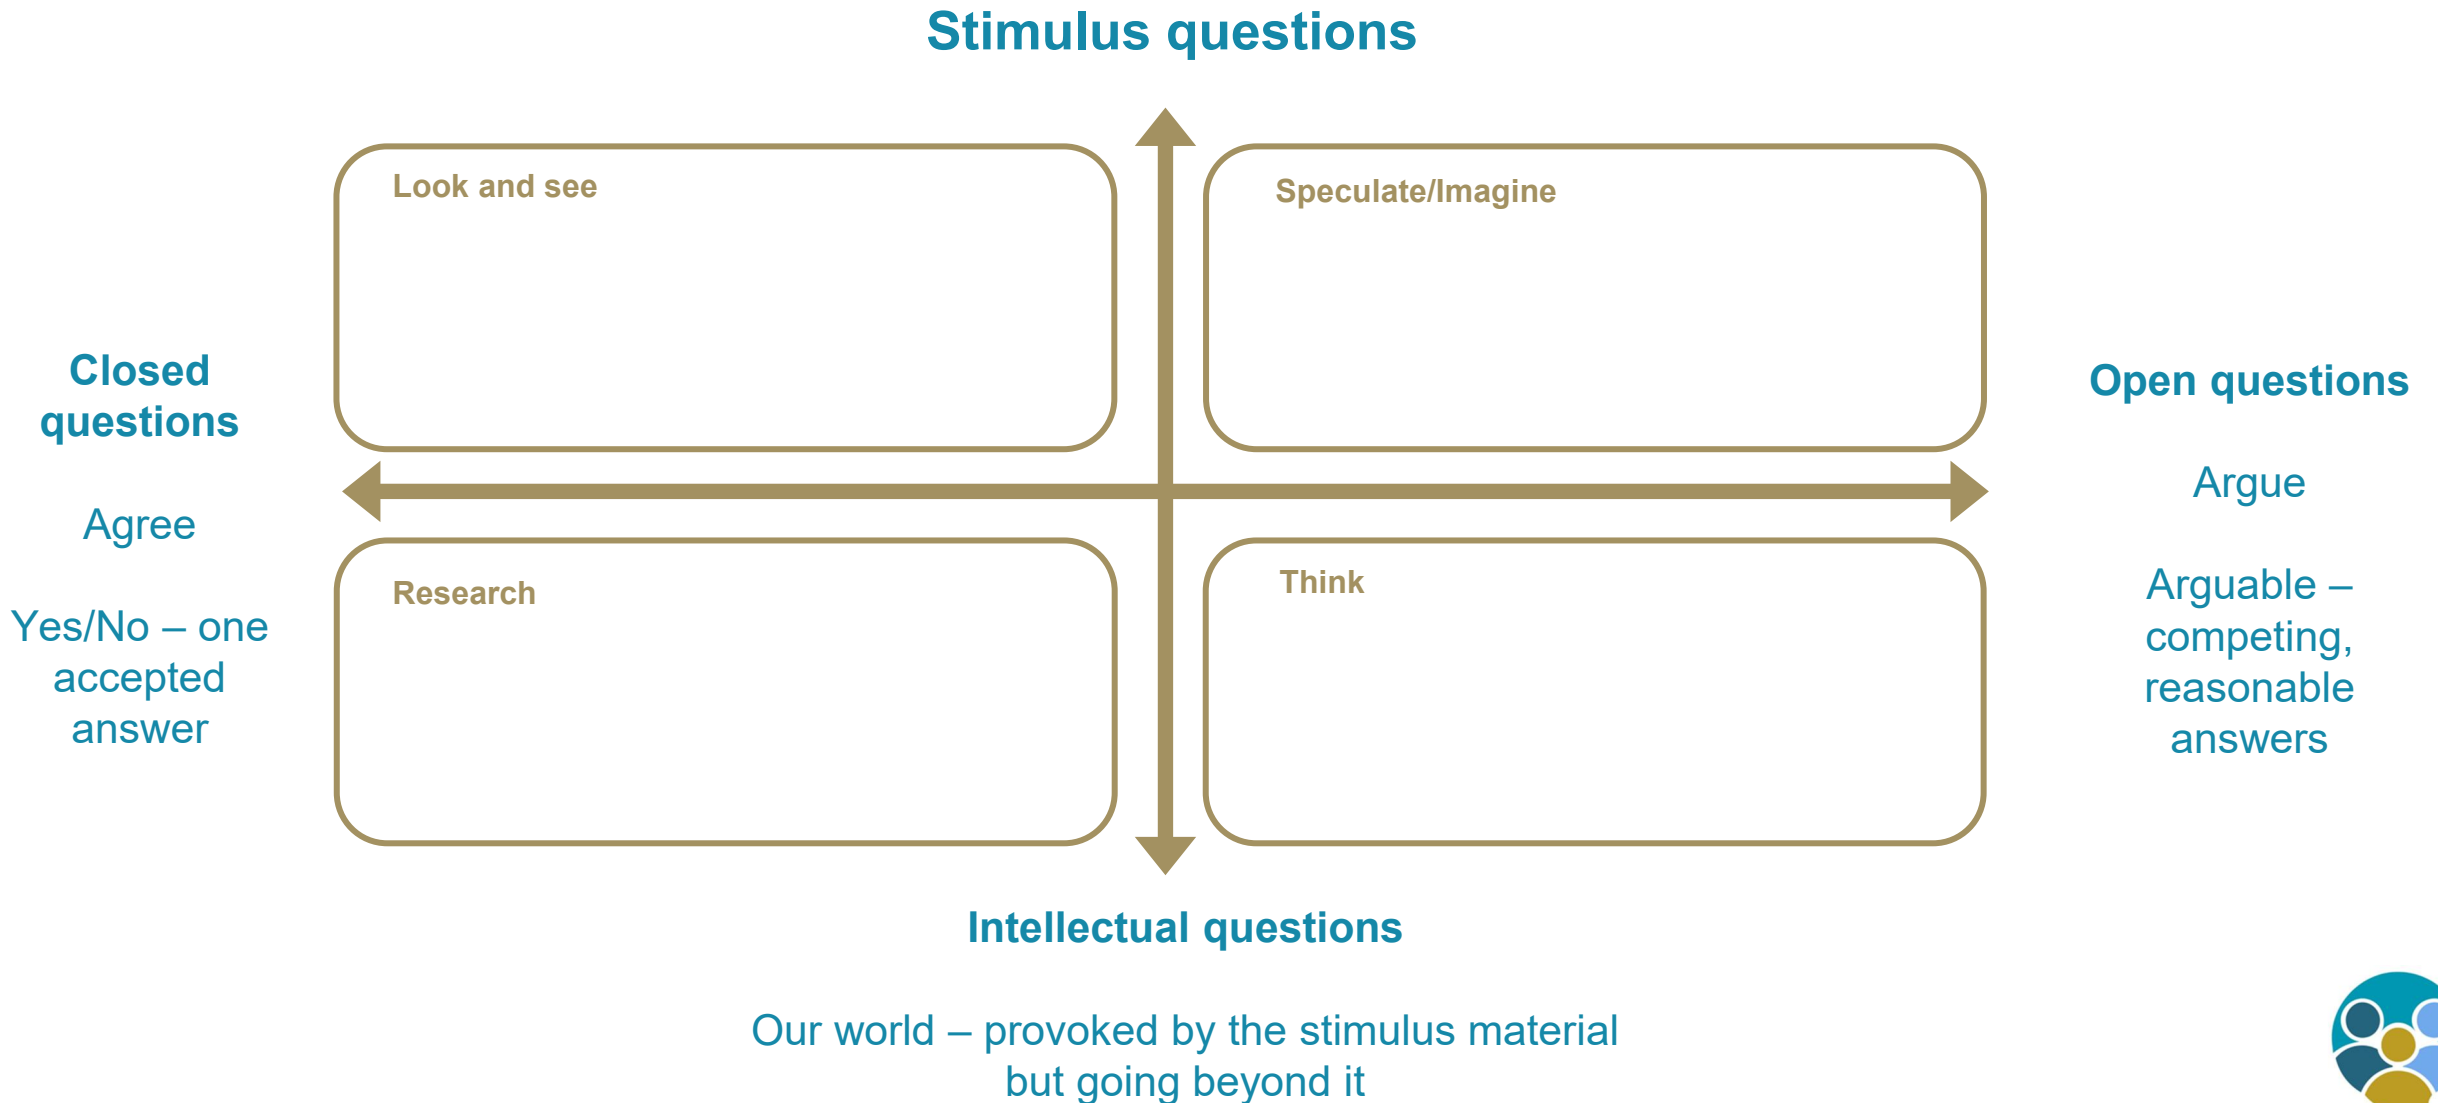 Stimulus questions
Look and see
Speculate/Imagine
Closed
questions
Agree
Yes/No – one
accepted
answer
Open questions
Argue
Arguable –
competing,
reasonable
answers
Research
Think
Intellectual questions
Our world – provoked by the stimulus material
but going beyond it